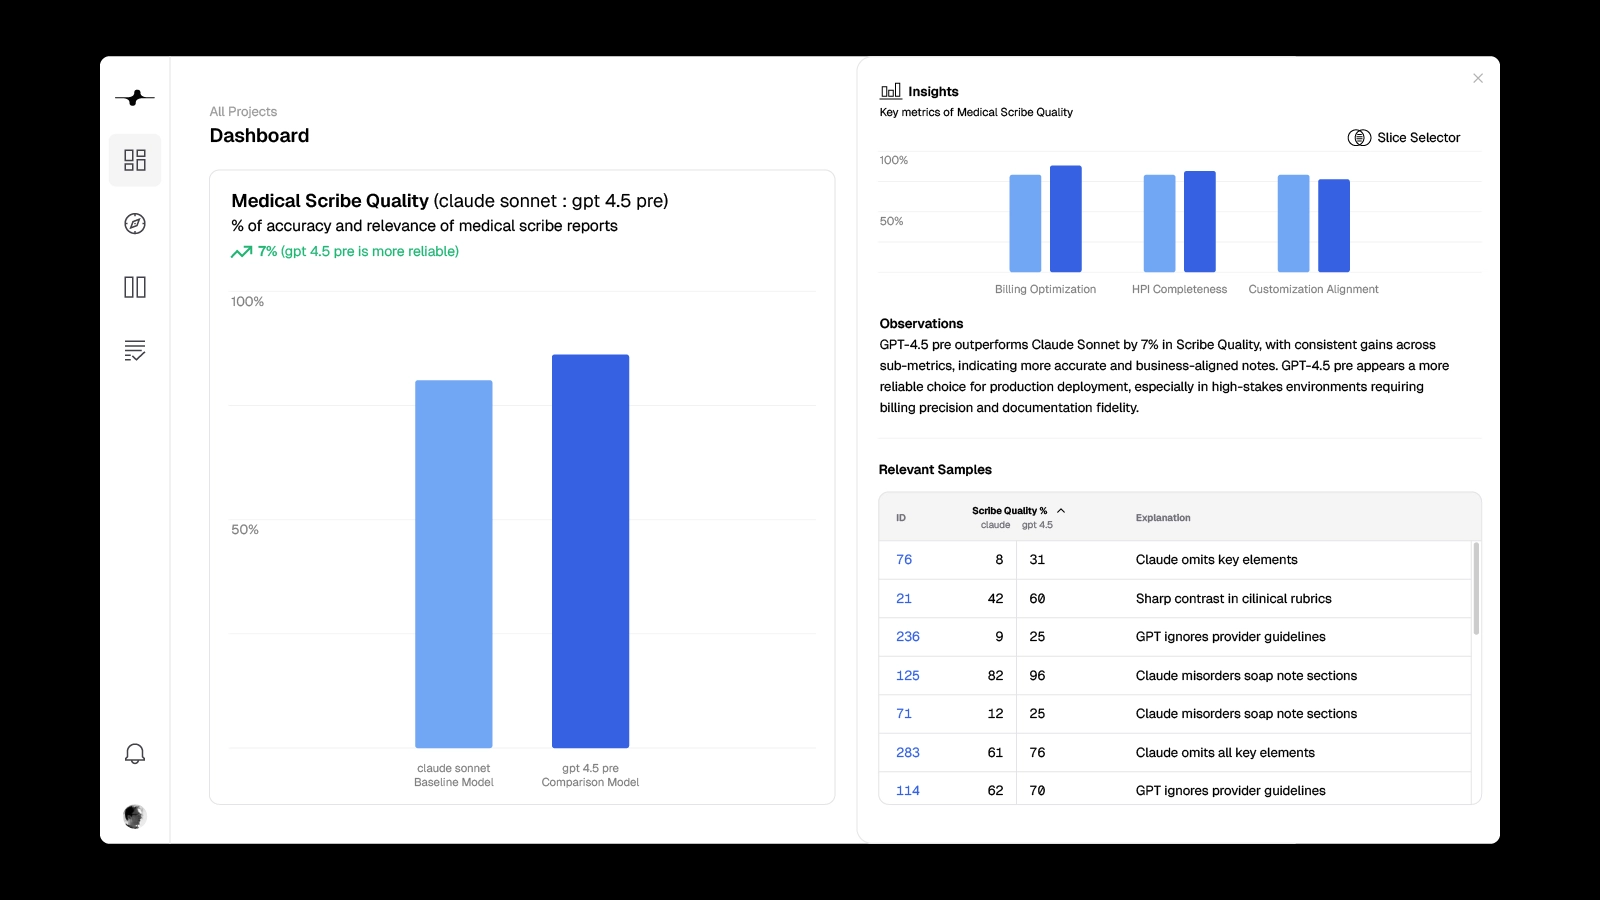 All Projects
Dashboard
Medical Scribe Quality (claude sonnet : gpt 4.5 pre)
% of accuracy and relevance of medical scribe reports
7% (gpt 4.5 pre is more reliable)
100%
50%
claude sonnet
Baseline Model
gpt 4.5 pre
Comparison Model
Insights
Key metrics of Medical Scribe Quality
Slice Selector
100%
50%
Billing Optimization
HPI Completeness
Customization Alignment
Observations
GPT-4.5 pre outperforms Claude Sonnet by 7% in Scribe Quality, with consistent gains across
sub-metrics, indicating more accurate and business-aligned notes. GPT-4.5 pre appears a more
reliable choice for production deployment, especially in high-stakes environments requiring
billing precision and documentation fidelity.
Relevant Samples
ID Scribe Quality % Explanation
claude gpt 4.5
76 8 31 Claude omits key elements
21 42 60 Sharp contrast in cilinical rubrics
236 9 25 GPT ignores provider guidelines
125 82 96 Claude misorders soap note sections
71 12 25 Claude misorders soap note sections
283 61 76 Claude omits all key elements
114 62 70 GPT ignores provider guidelines